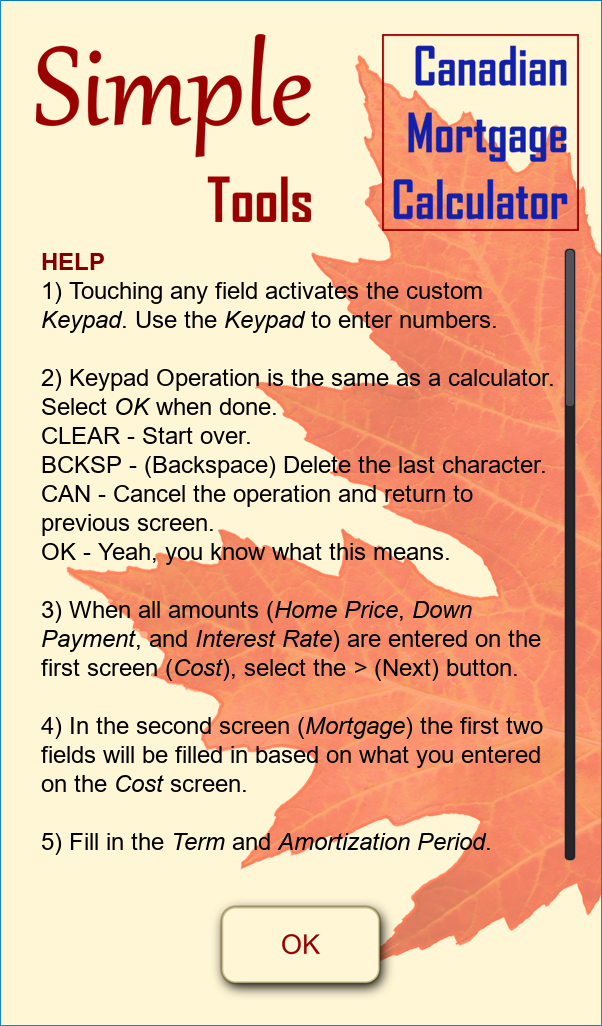 Simple
Tools
Canadian
Mortgage
Calculator
HELP
1) Touching any field activates the custom
Keypad. Use the Keypad to enter numbers.
2) Keypad Operation is the same as a calculator.
Select OK when done.
CLEAR - Start over.
BCKSP - (Backspace) Delete the last character.
CAN - Cancel the operation and return to
previous screen.
OK - Yeah, you know what this means.
3) When all amounts (Home Price, Down
Payment, and Interest Rate) are entered on the
first screen (Cost), select the > (Next) button.
4) In the second screen (Mortgage) the first two
fields will be filled in based on what you entered
on the Cost screen.
5) Fill in the Term and Amortization Period.
OK